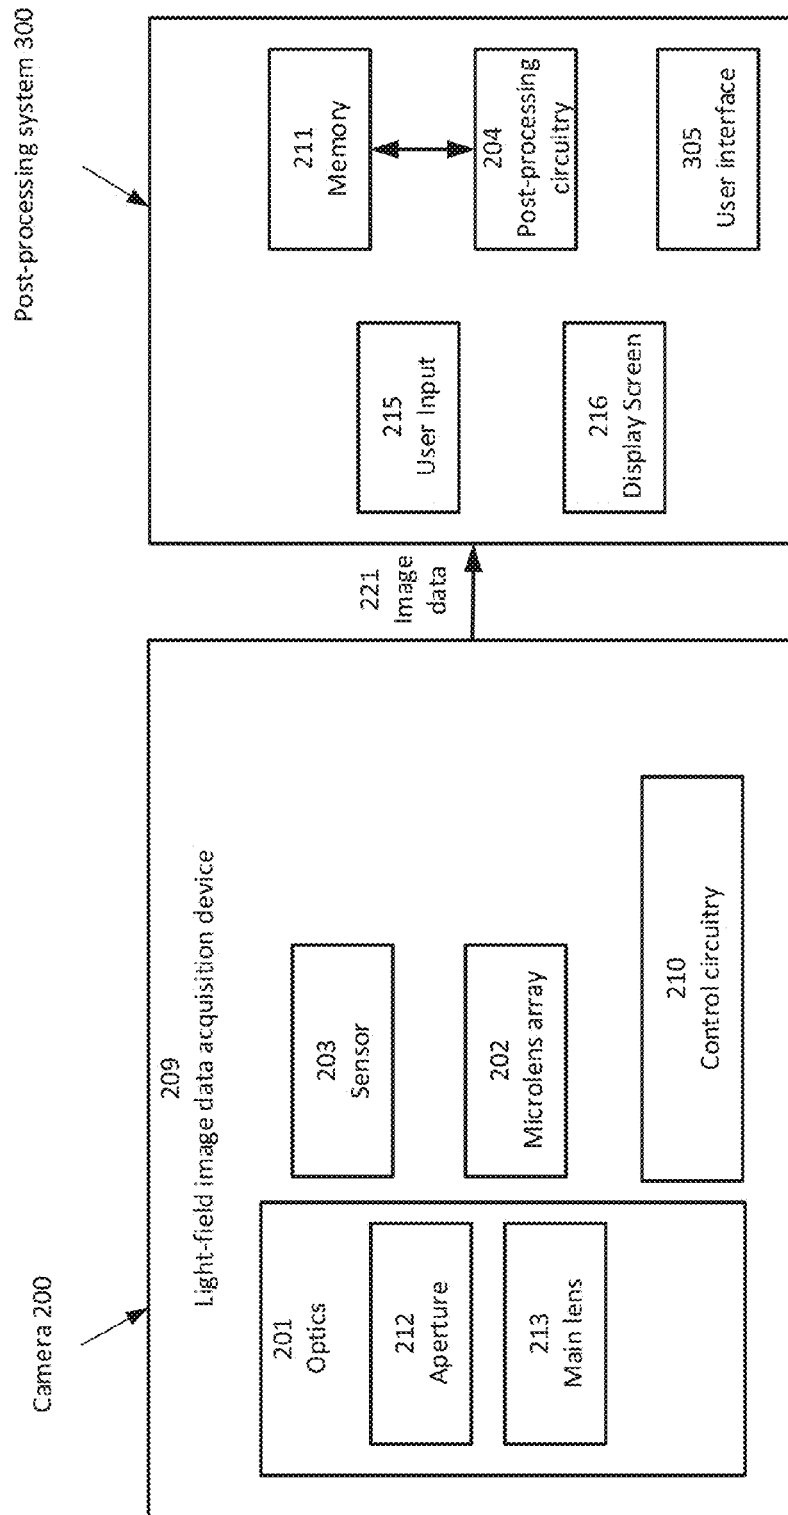 Camera 200
209
Light-field image data acquisition device
201
Optics
212
Aperture
213
Main lens
203
Sensor
202
Microlens array
210
Control circuitry
221
Image
data
Post-processing system 300
215
User Input
216
Display Screen
211
Memory
204
Post-processing
circuitry
305
User interface